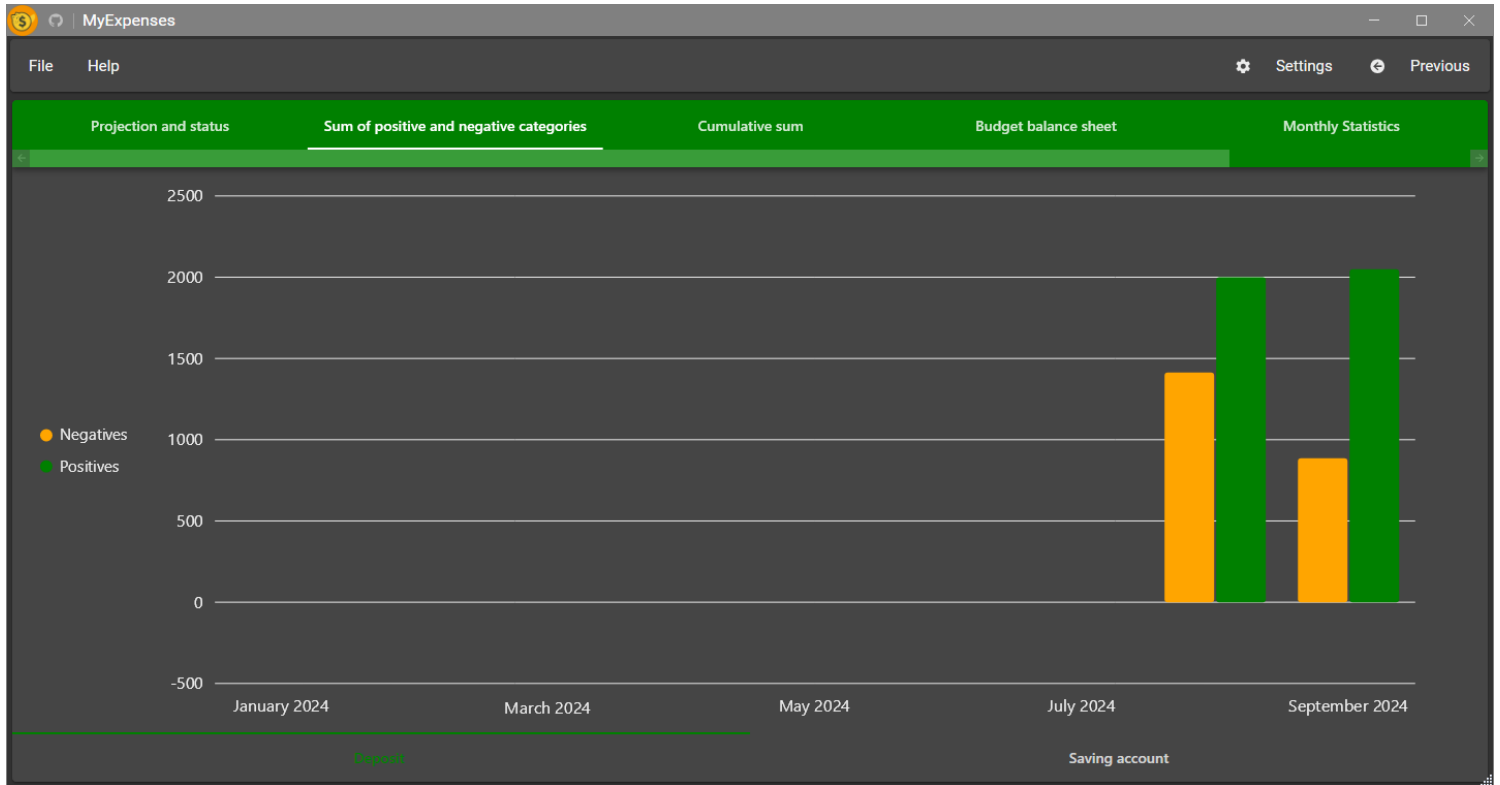 MyExpenses
File Help Settings Previous
Projection and status Sum of positive and negative categories Cumulative sum Budget balance sheet Monthly Statistics
2500
2000
1500
Negatives
1000
Positives
500
0
-500
January 2024 March 2024 May 2024 July 2024 September 2024
Deposit Saving account